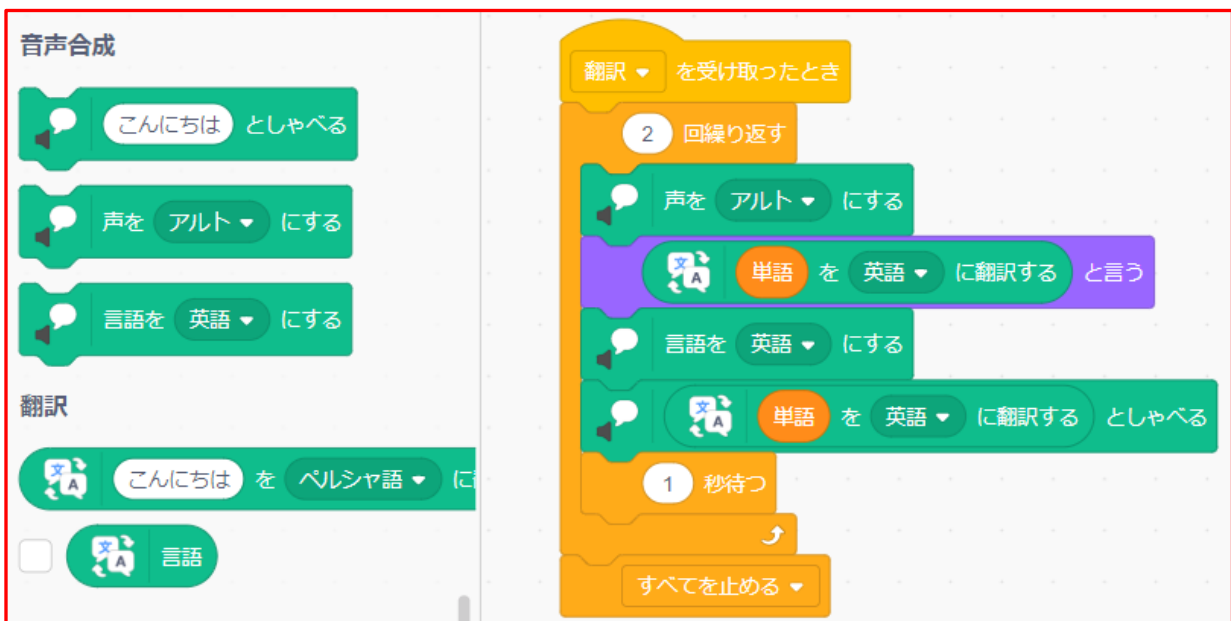 音声合成
こんにちは としゃべる
声を アルト にする
言語を 英語 にする
翻訳
こんにちは を ペルシャ語 に
言語
翻訳 を受け取ったとき
2 回繰り返す
声を アルト にする
単語 を 英語 に翻訳する と言う
言語を 英語 にする
単語 を 英語 に翻訳する としゃべる
1 秒待つ
すべてを止める